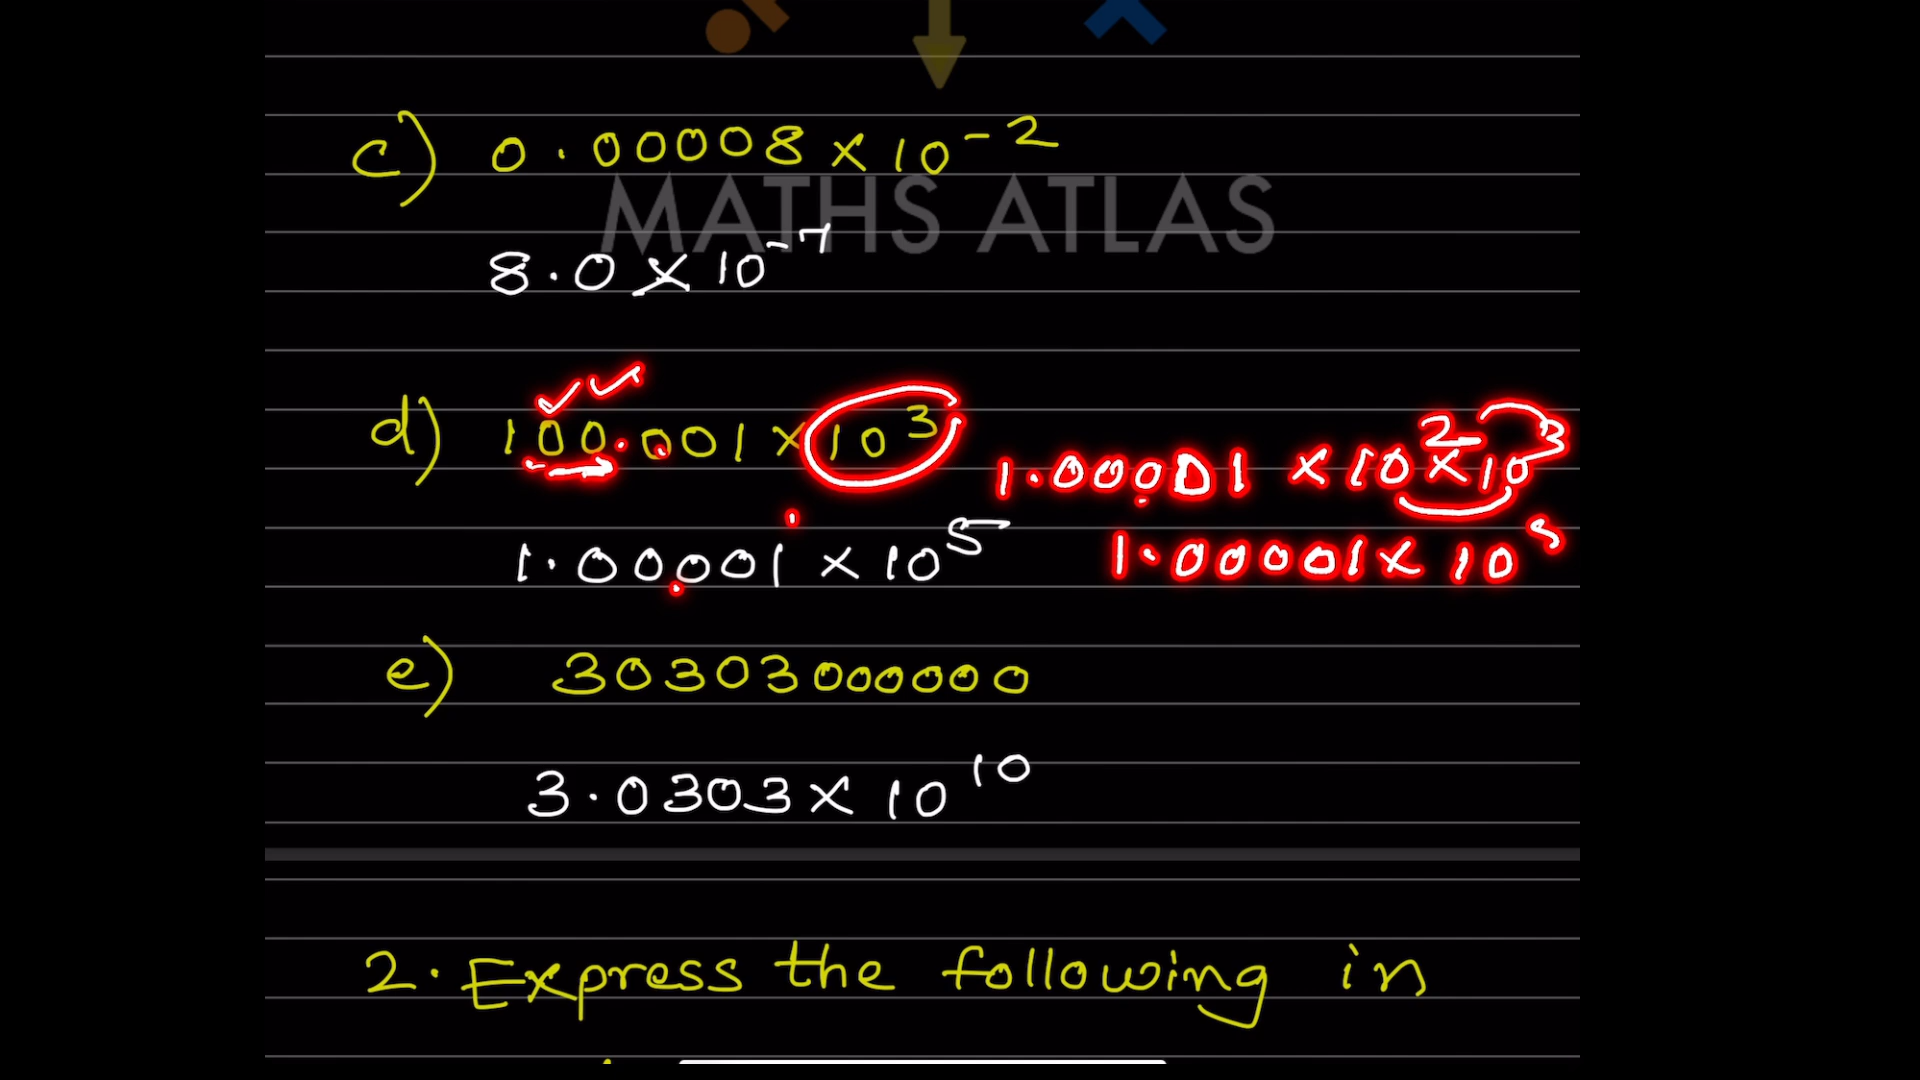 c) 0.00008 × 10⁻²
MATHS ATLAS
8.0 × 10⁻⁷
d) 100.001 × 10³
1.00001 × 10² × 10³
1.00001 × 10⁵
1.00001 × 10⁵
e) 30303000000
3.0303 × 10¹⁰
2. Express the following in